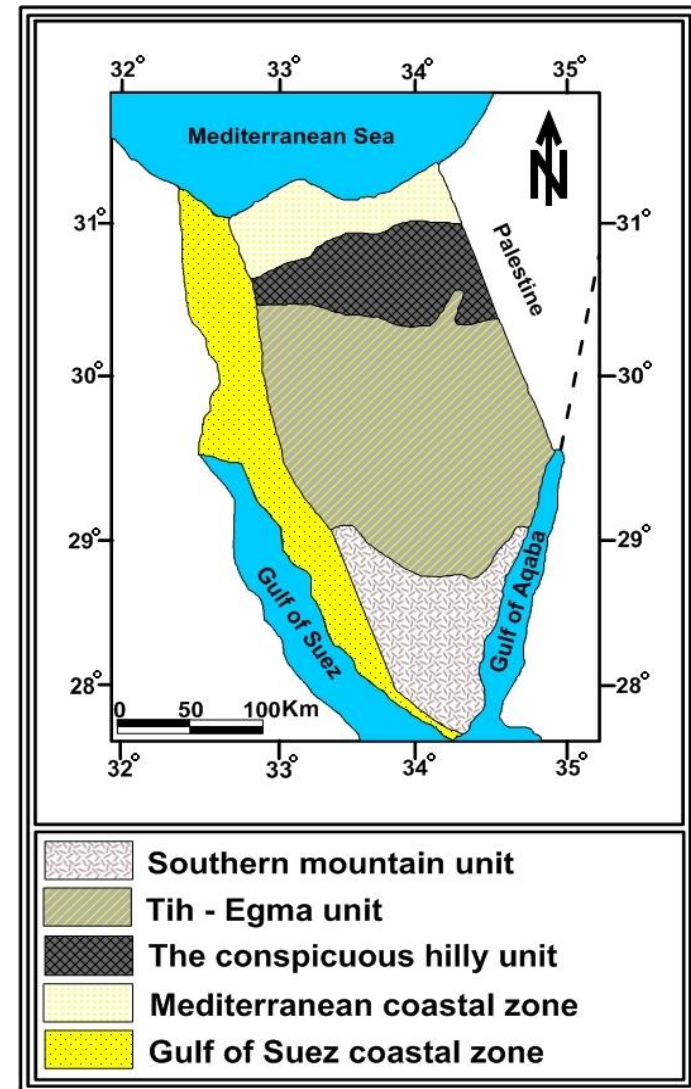 32° 33° 34° 35°
Mediterranean Sea
N
31° 31°
Palestine
30° 30°
29° 29°
Gulf of Suez
Gulf of Aqaba
28° 28°
0 50 100Km
32° 33° 34° 35°
Southern mountain unit
Tih - Egma unit
The conspicuous hilly unit
Mediterranean coastal zone
Gulf of Suez coastal zone